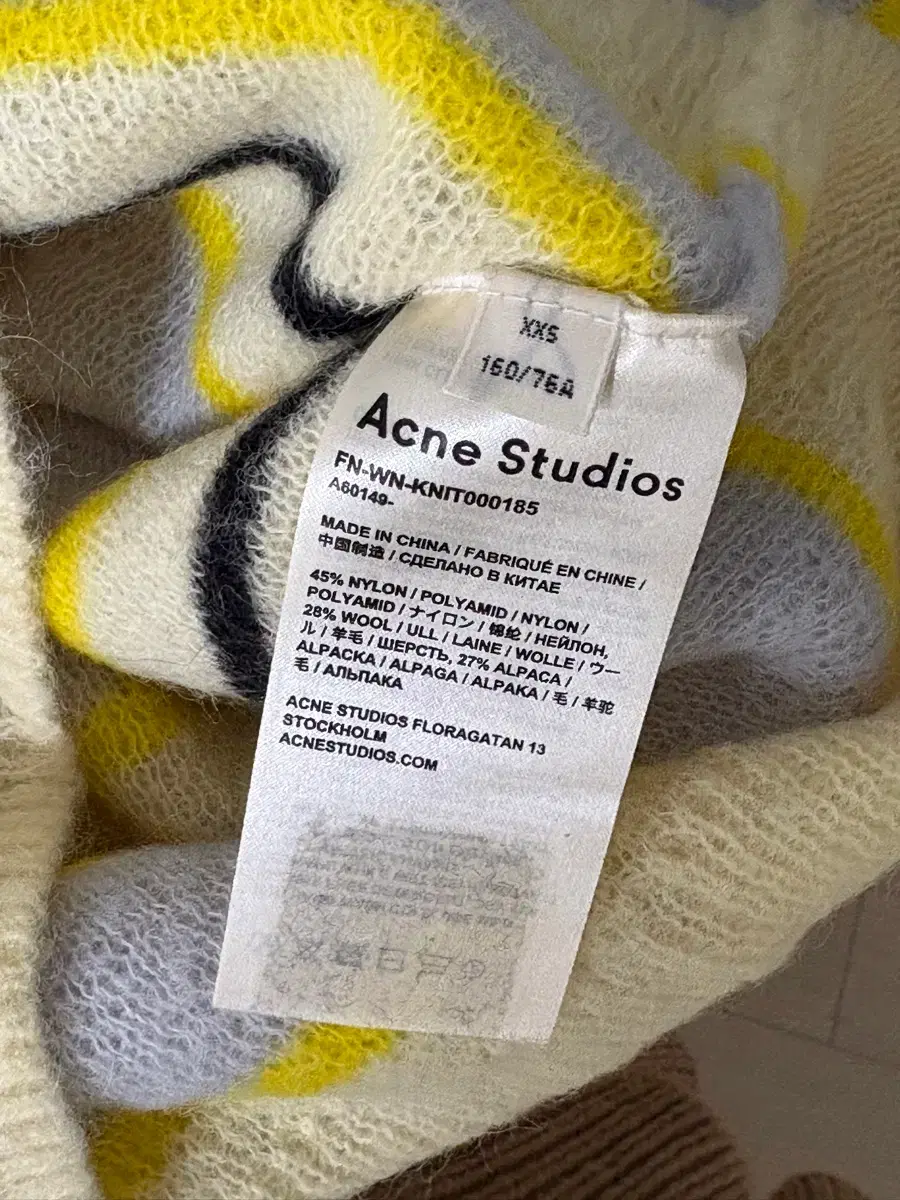 XXS
160/76A
Acne Studios
FN-WN-KNIT000185
A60149-
MADE IN CHINA / FABRIQUÉ EN CHINE /
中国制造 / СДЕЛАНО В КИТАЕ
45% NYLON / POLYAMID / NYLON /
POLYAMID / ナイロン / 锦纶 / НЕЙЛОН,
28% WOOL / ULL / LAINE / WOLLE / ウー
ル / 羊毛 / ШЕРСТЬ, 27% ALPACA /
ALPACKA / ALPAGA / ALPAKA / 毛 / 羊驼
毛 / АЛЬПАКА
ACNE STUDIOS FLORAGATAN 13
STOCKHOLM
ACNESTUDIOS.COM